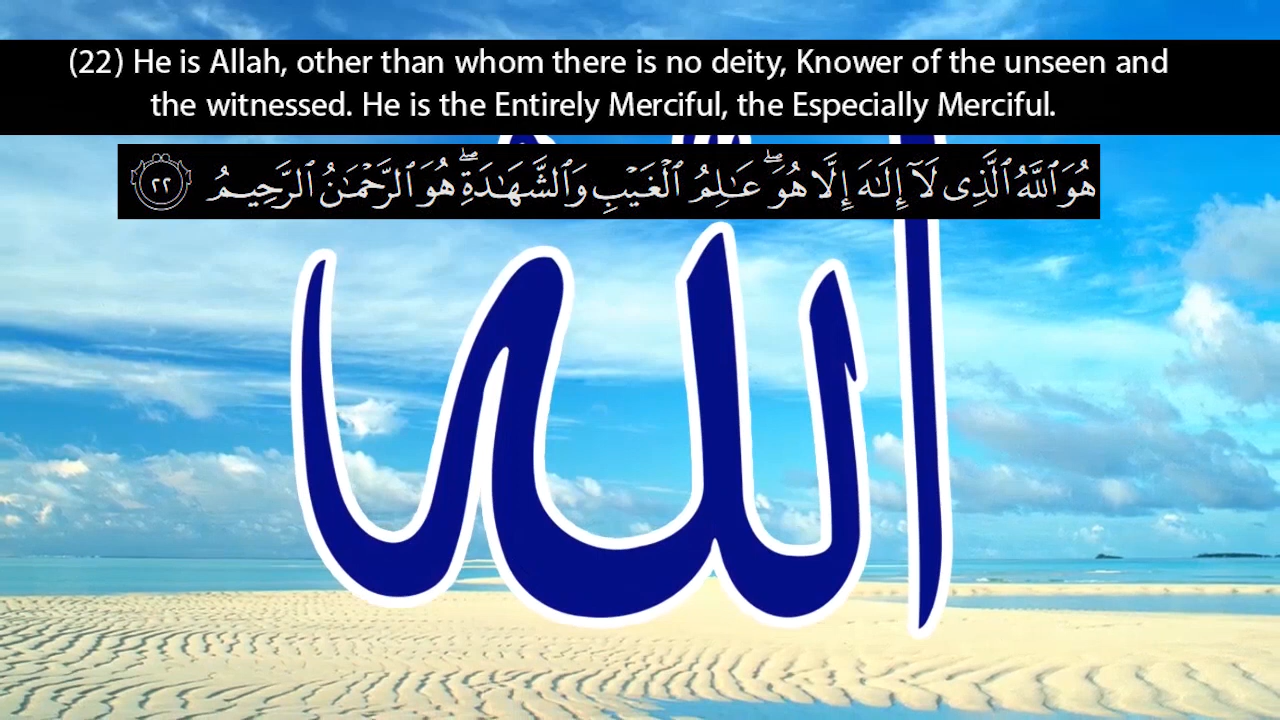 (22) He is Allah, other than whom there is no deity, Knower of the unseen and
the witnessed. He is the Entirely Merciful, the Especially Merciful.
هُوَ ٱللَّهُ ٱلَّذِى لَآ إِلَـٰهَ إِلَّا هُوَ ۖ عَـٰلِمُ ٱلْغَيْبِ وَٱلشَّهَـٰدَةِ ۖ هُوَ ٱلرَّحْمَـٰنُ ٱلرَّحِيمُ ٢٢
الله